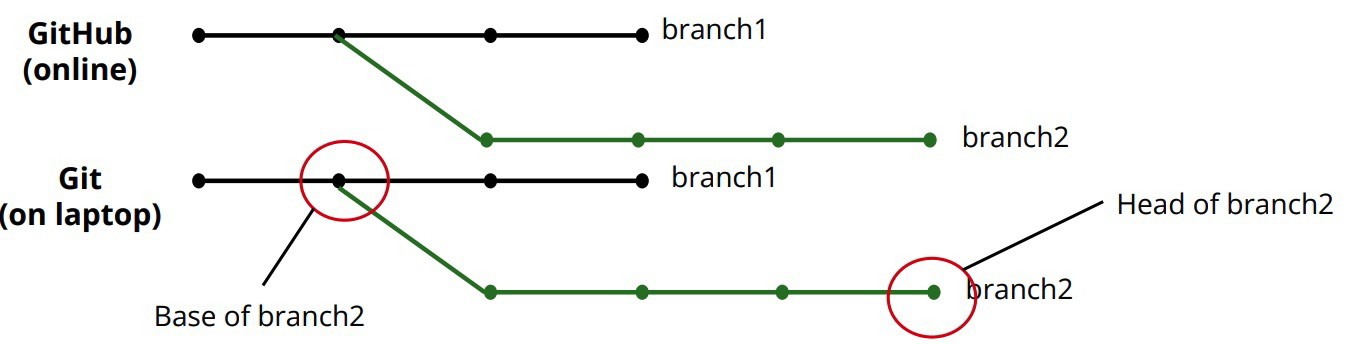 GitHub
(online)
branch1
branch2
Git
(on laptop)
branch1
Head of branch2
branch2
Base of branch2